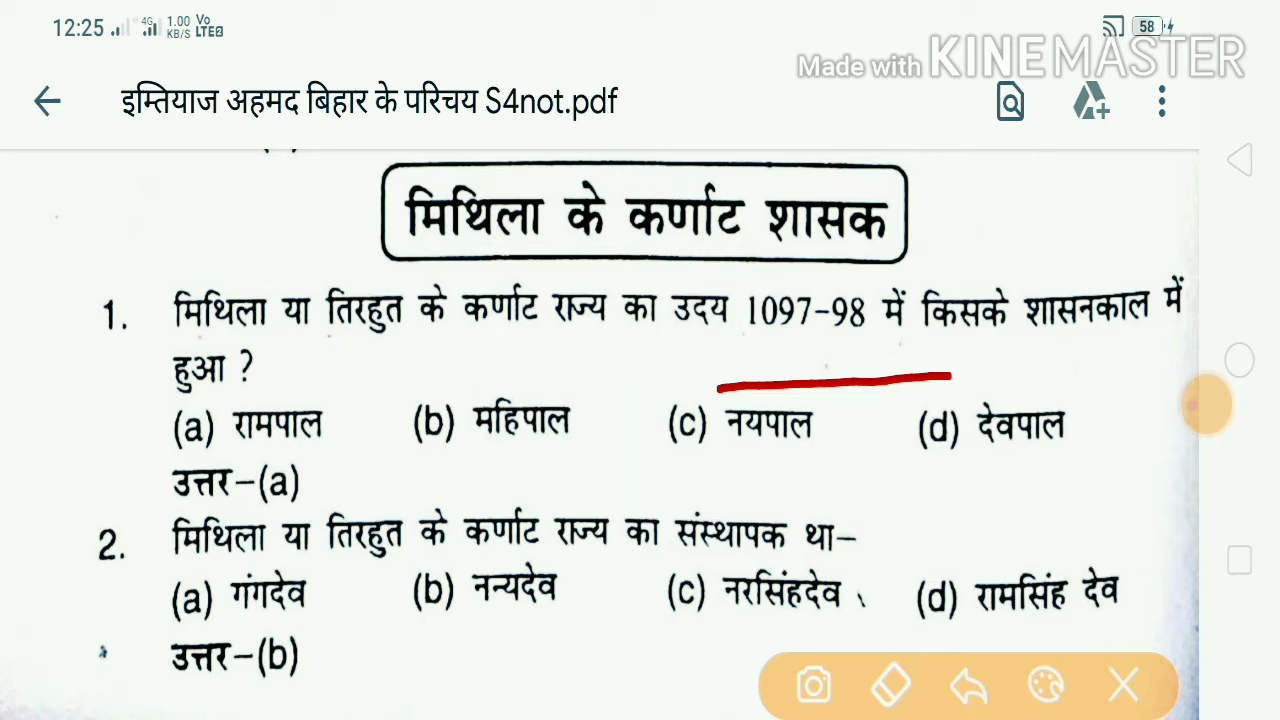 12:25 4G 1.00 KB/S Vo LTE2 58
Made with KINEMASTER
इम्तियाज अहमद बिहार के परिचय S4not.pdf
मिथिला के कर्णाट शासक
1. मिथिला या तिरहुत के कर्णाट राज्य का उदय 1097-98 में किसके शासनकाल में
हुआ ?
(a) रामपाल (b) महिपाल (c) नयपाल (d) देवपाल
उत्तर-(a)
2. मिथिला या तिरहुत के कर्णाट राज्य का संस्थापक था-
(a) गंगदेव (b) नन्यदेव (c) नरसिंहदेव (d) रामसिंह देव
उत्तर-(b)